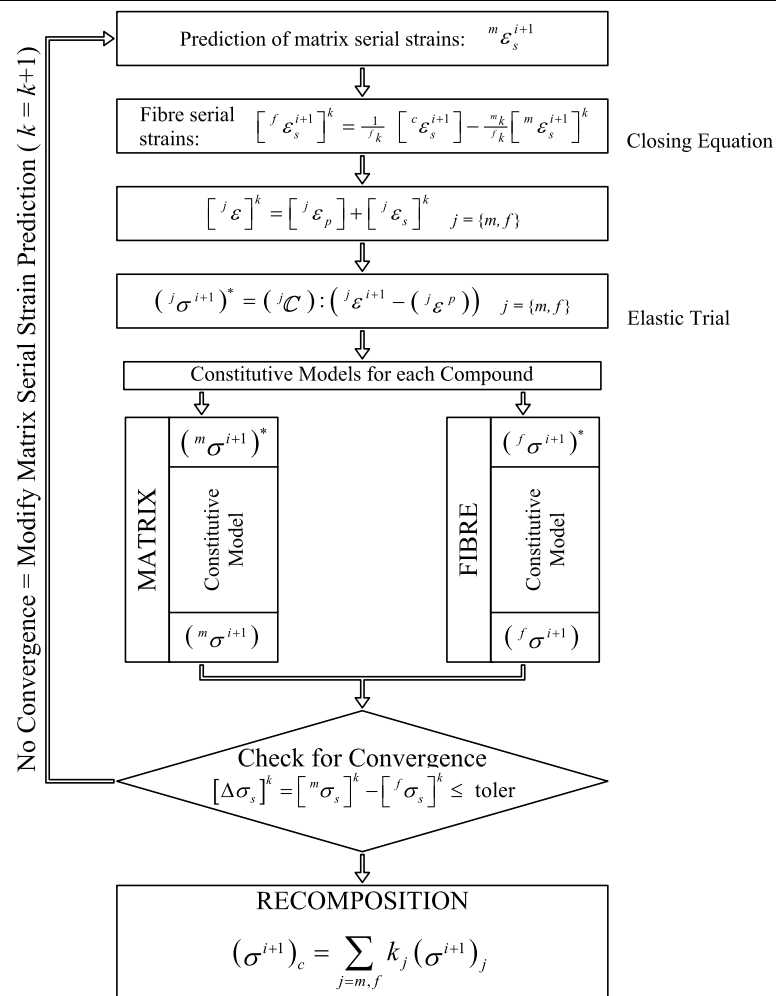 Prediction of matrix serial strains: ᵐε_s^{i+1}
Fibre serial
strains: [ᶠε_s^{i+1}]^k = 1/ᶠk [ᶜε_s^{i+1}] − ᵐk/ᶠk [ᵐε_s^{i+1}]^k
Closing Equation
[ʲε]^k = [ʲε_p] + [ʲε_s]^k j = {m, f}
(ʲσ^{i+1})^* = (ʲC) : (ʲε^{i+1} − (ʲε^p)) j = {m, f}
Elastic Trial
Constitutive Models for each Compound
MATRIX
(ᵐσ^{i+1})^*
Constitutive
Model
(ᵐσ^{i+1})
FIBRE
(ᶠσ^{i+1})^*
Constitutive
Model
(ᶠσ^{i+1})
No Convergence = Modify Matrix Serial Strain Prediction ( k = k+1)
Check for Convergence
[Δσ_s]^k = [ᵐσ_s]^k − [ᶠσ_s]^k ≤ toler
RECOMPOSITION
(σ^{i+1})_c = ∑_{j=m,f} k_j (σ^{i+1})_j